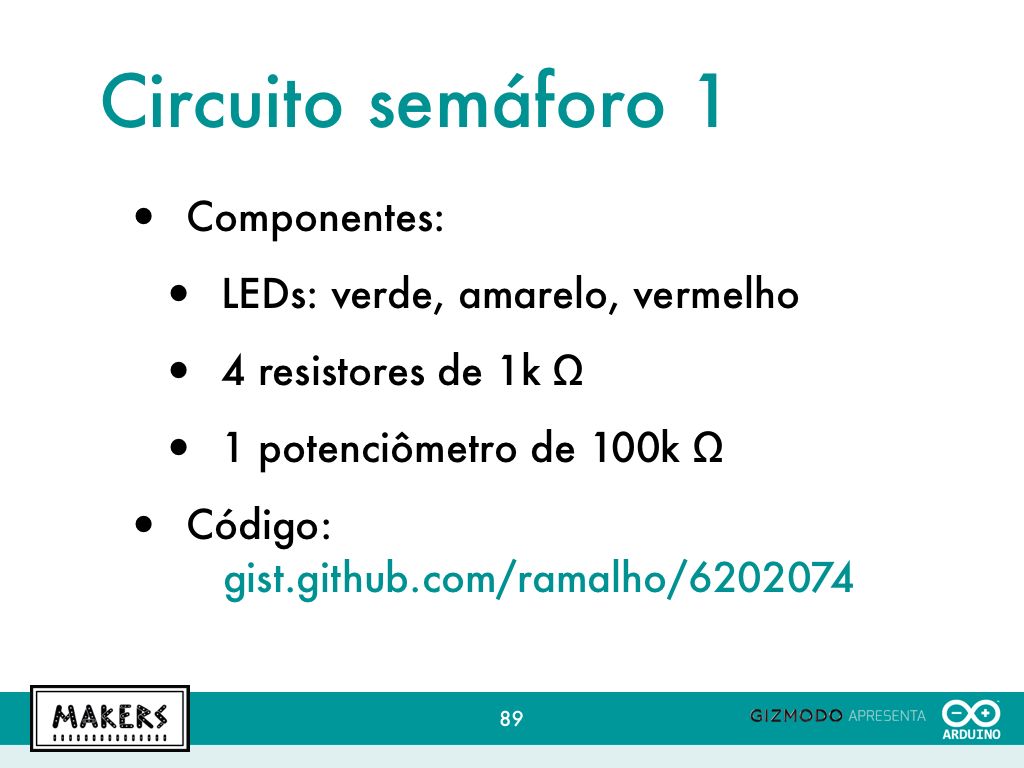 Circuito semáforo 1
• Componentes:
• LEDs: verde, amarelo, vermelho
• 4 resistores de 1k Ω
• 1 potenciômetro de 100k Ω
• Código:
gist.github.com/ramalho/6202074
MAKERS
89
GIZMODO APRESENTA
ARDUINO